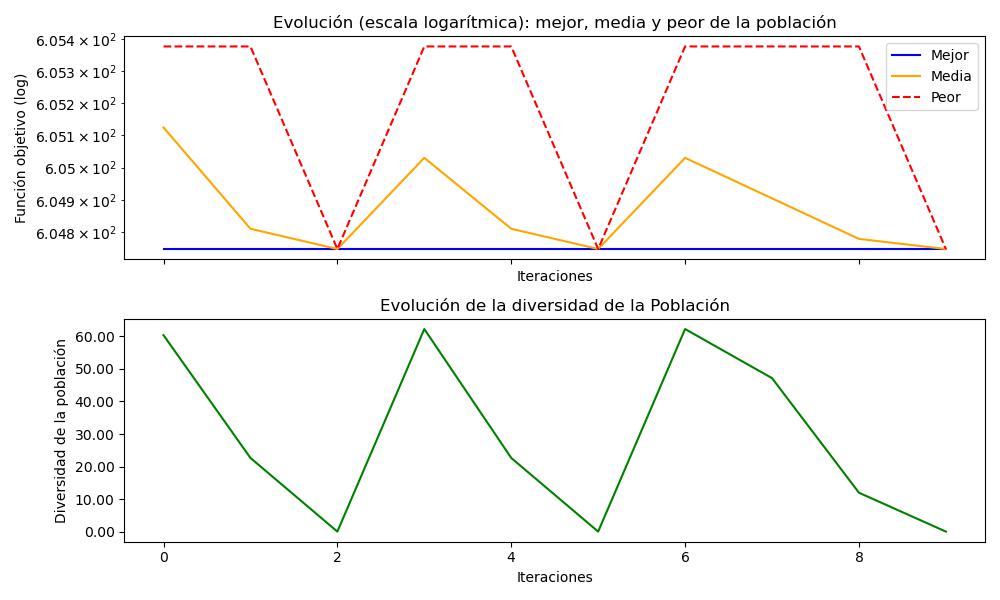 Evolución (escala logarítmica): mejor, media y peor de la población
Función objetivo (log)
6.054 × 10²
6.053 × 10²
6.052 × 10²
6.051 × 10²
6.05 × 10²
6.049 × 10²
6.048 × 10²
Mejor
Media
Peor
Iteraciones
Evolución de la diversidad de la Población
Diversidad de la población
60.00
50.00
40.00
30.00
20.00
10.00
0.00
0 2 4 6 8
Iteraciones